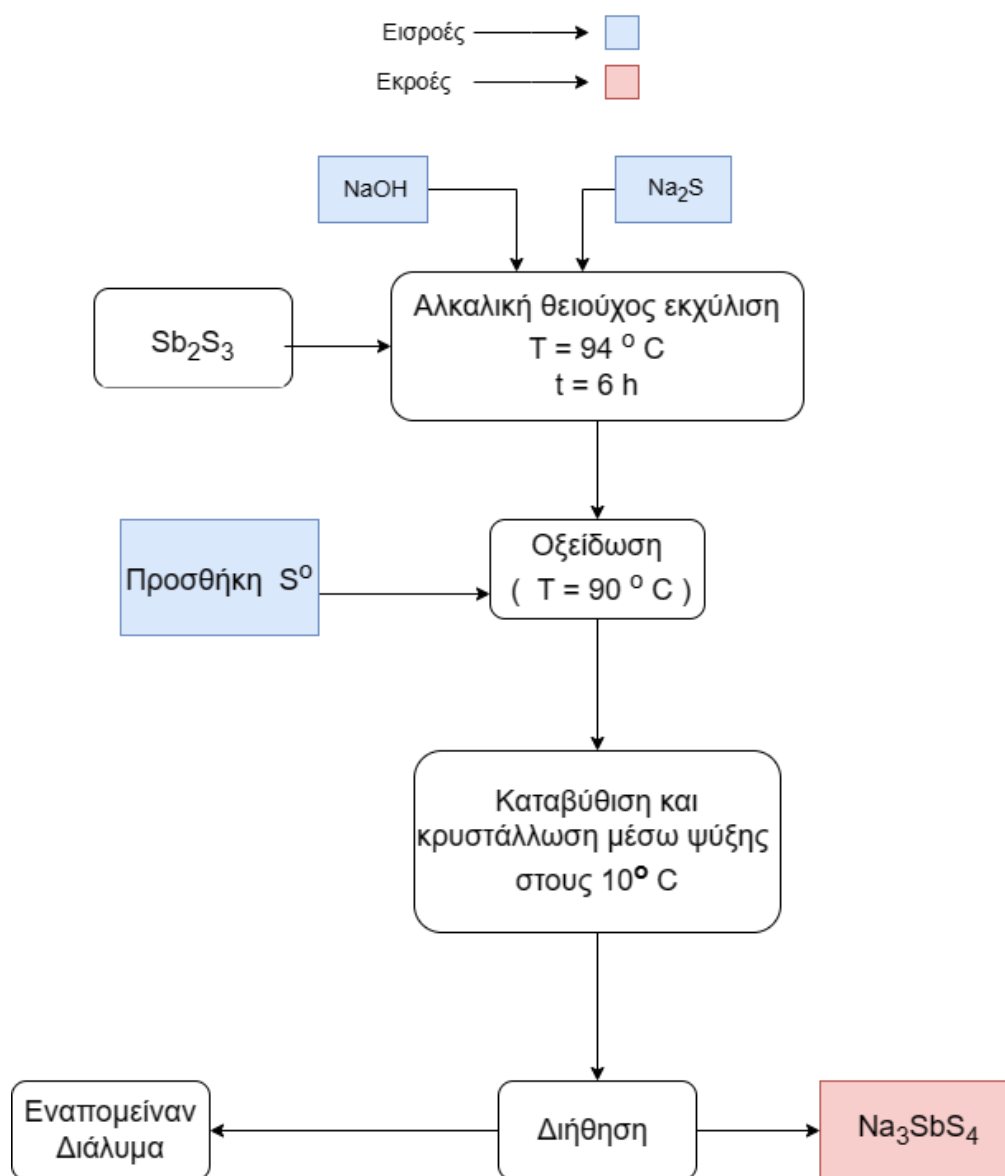 Εισροές
Εκροές
NaOH
Na₂S
Sb₂S₃
Αλκαλική θειούχος εκχύλιση
T = 94 ° C
t = 6 h
Προσθήκη S⁰
Οξείδωση
( T = 90 ° C )
Καταβύθιση και
κρυστάλλωση μέσω ψύξης
στους 10° C
Εναπομείναν
Διάλυμα
Διήθηση
Na₃SbS₄